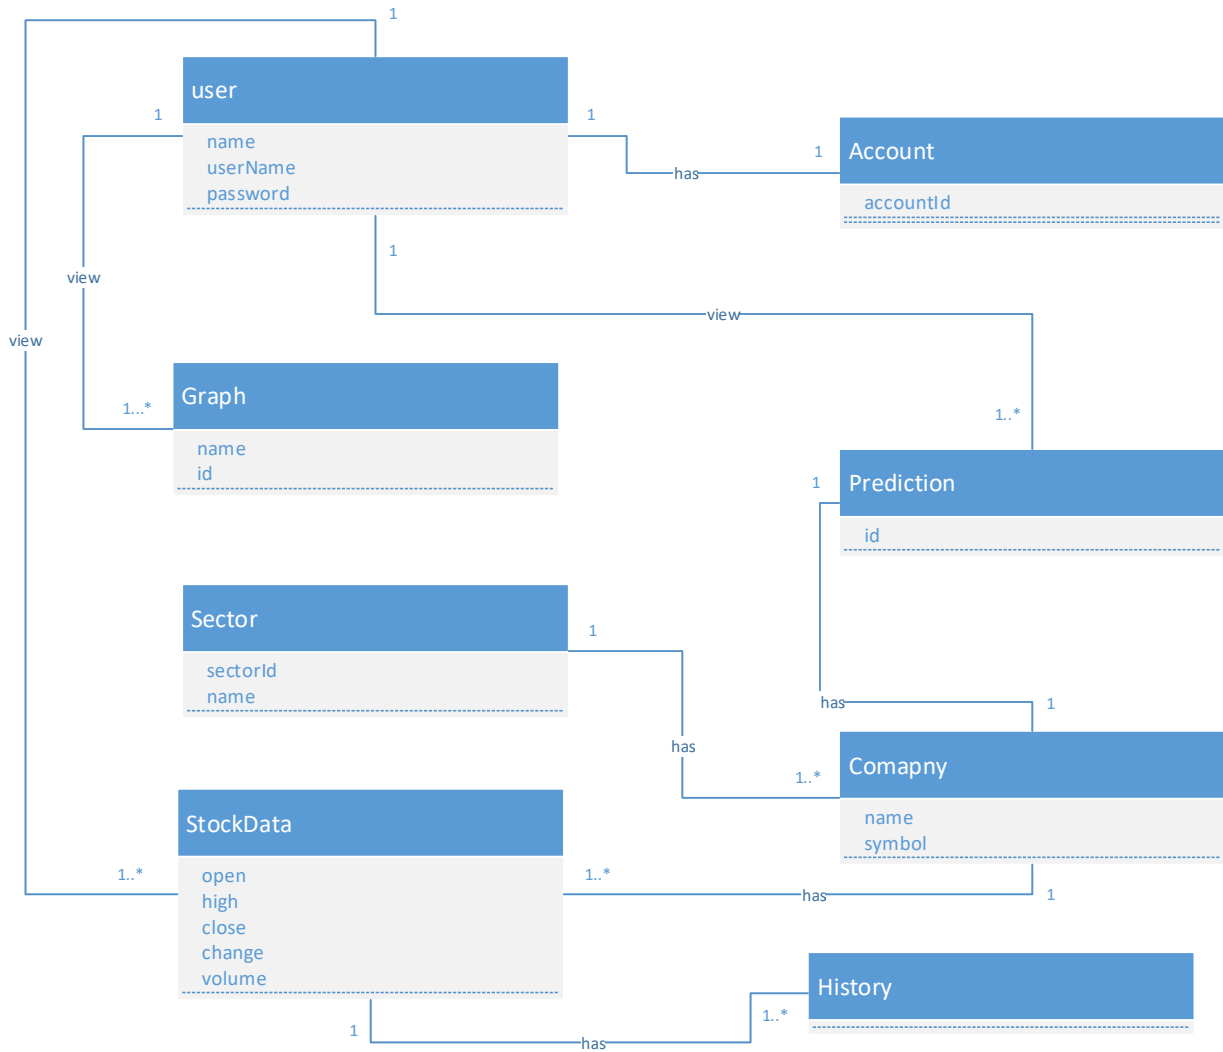 1
user
1
1
name
userName
password
Account
1
has
accountId
1
view
view
view
Graph
1...*
1..*
name
id
Prediction
1
id
Sector
1
sectorId
name
has
1
has
Comapny
1..*
name
symbol
StockData
1..*
1..*
open
high
close
change
volume
has
1
History
1..*
1
has